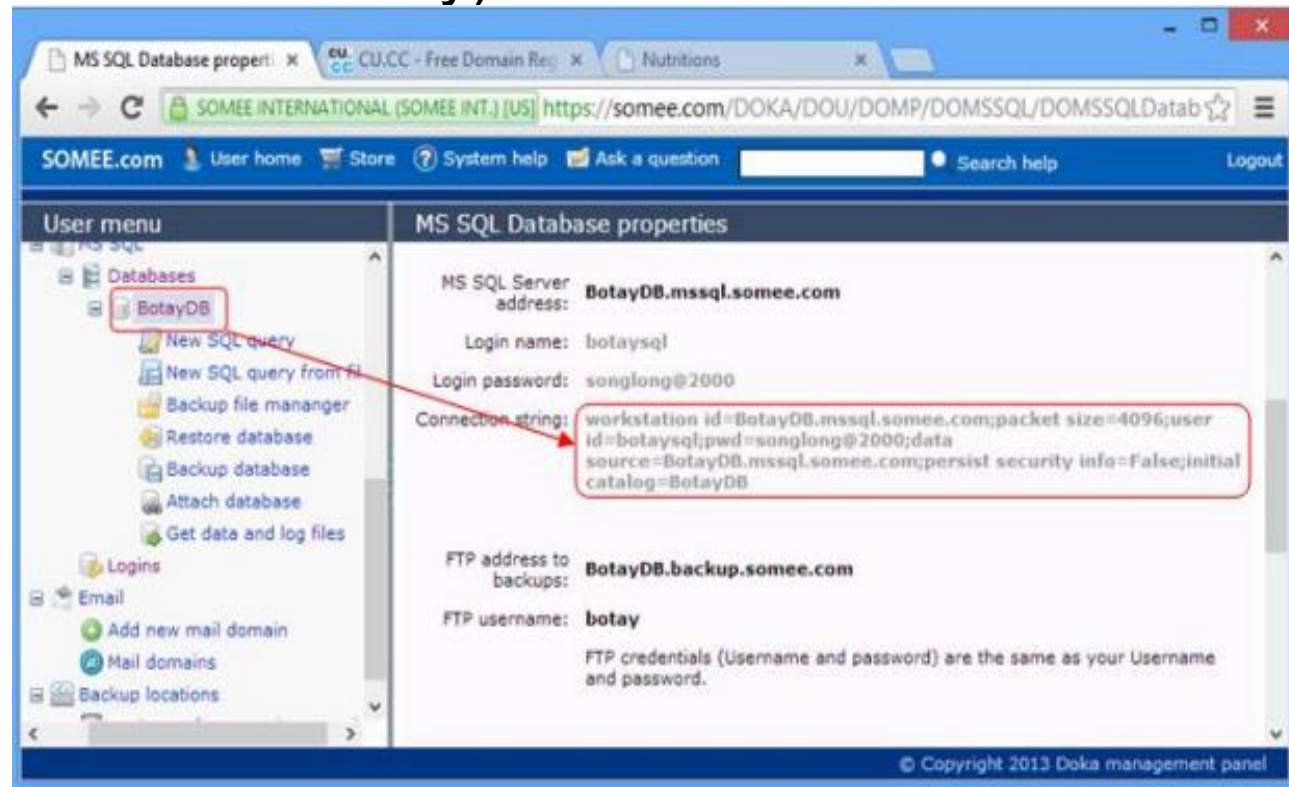 MS SQL Database properti
CU.CC - Free Domain Reg
Nutritions
SOMEE INTERNATIONAL (SOMEE INT.) [US] https://somee.com/DOKA/DOU/DOMP/DOMSSQL/DOMSSQLDatab
SOMEE.com User home Store System help Ask a question Search help Logout
User menu
MS SQL
Databases
BotayDB
New SQL query
New SQL query from fil
Backup file mananger
Restore database
Backup database
Attach database
Get data and log files
Logins
Email
Add new mail domain
Mail domains
Backup locations
MS SQL Database properties
MS SQL Server
address: BotayDB.mssql.somee.com
Login name: botaysql
Login password: songlong@2000
Connection string: workstation id=BotayDB.mssql.somee.com;packet size=4096;user
id=botaysql;pwd=songlong@2000;data
source=BotayDB.mssql.somee.com;persist security info=False;initial
catalog=BotayDB
FTP address to
backups: BotayDB.backup.somee.com
FTP username: botay
FTP credentials (Username and password) are the same as your Username
and password.
© Copyright 2013 Doka management panel